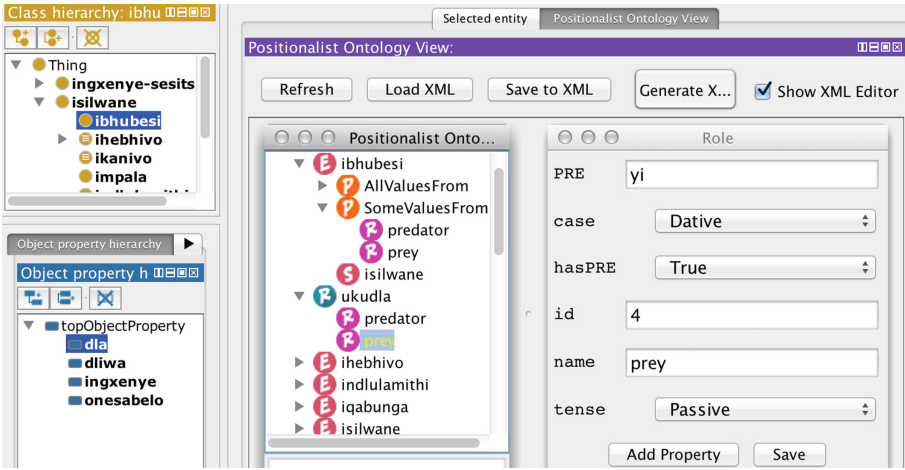 Class hierarchy: ibhu
Thing
ingxenye-sesits
isilwane
ibhubesi
ihebhivo
ikanivo
impala
Object property hierarchy
Object property h
topObjectProperty
dla
dliwa
ingxenye
onesabelo
Selected entity
Positionalist Ontology View
Positionalist Ontology View:
Refresh
Load XML
Save to XML
Generate X...
Show XML Editor
Positionalist Onto...
E ibhubesi
P AllValuesFrom
P SomeValuesFrom
R predator
R prey
S isilwane
R ukudla
R predator
R prey
E ihebhivo
E indlulamithi
E iqabunga
E isilwane
Role
PRE yi
case Dative
hasPRE True
id 4
name prey
tense Passive
Add Property
Save